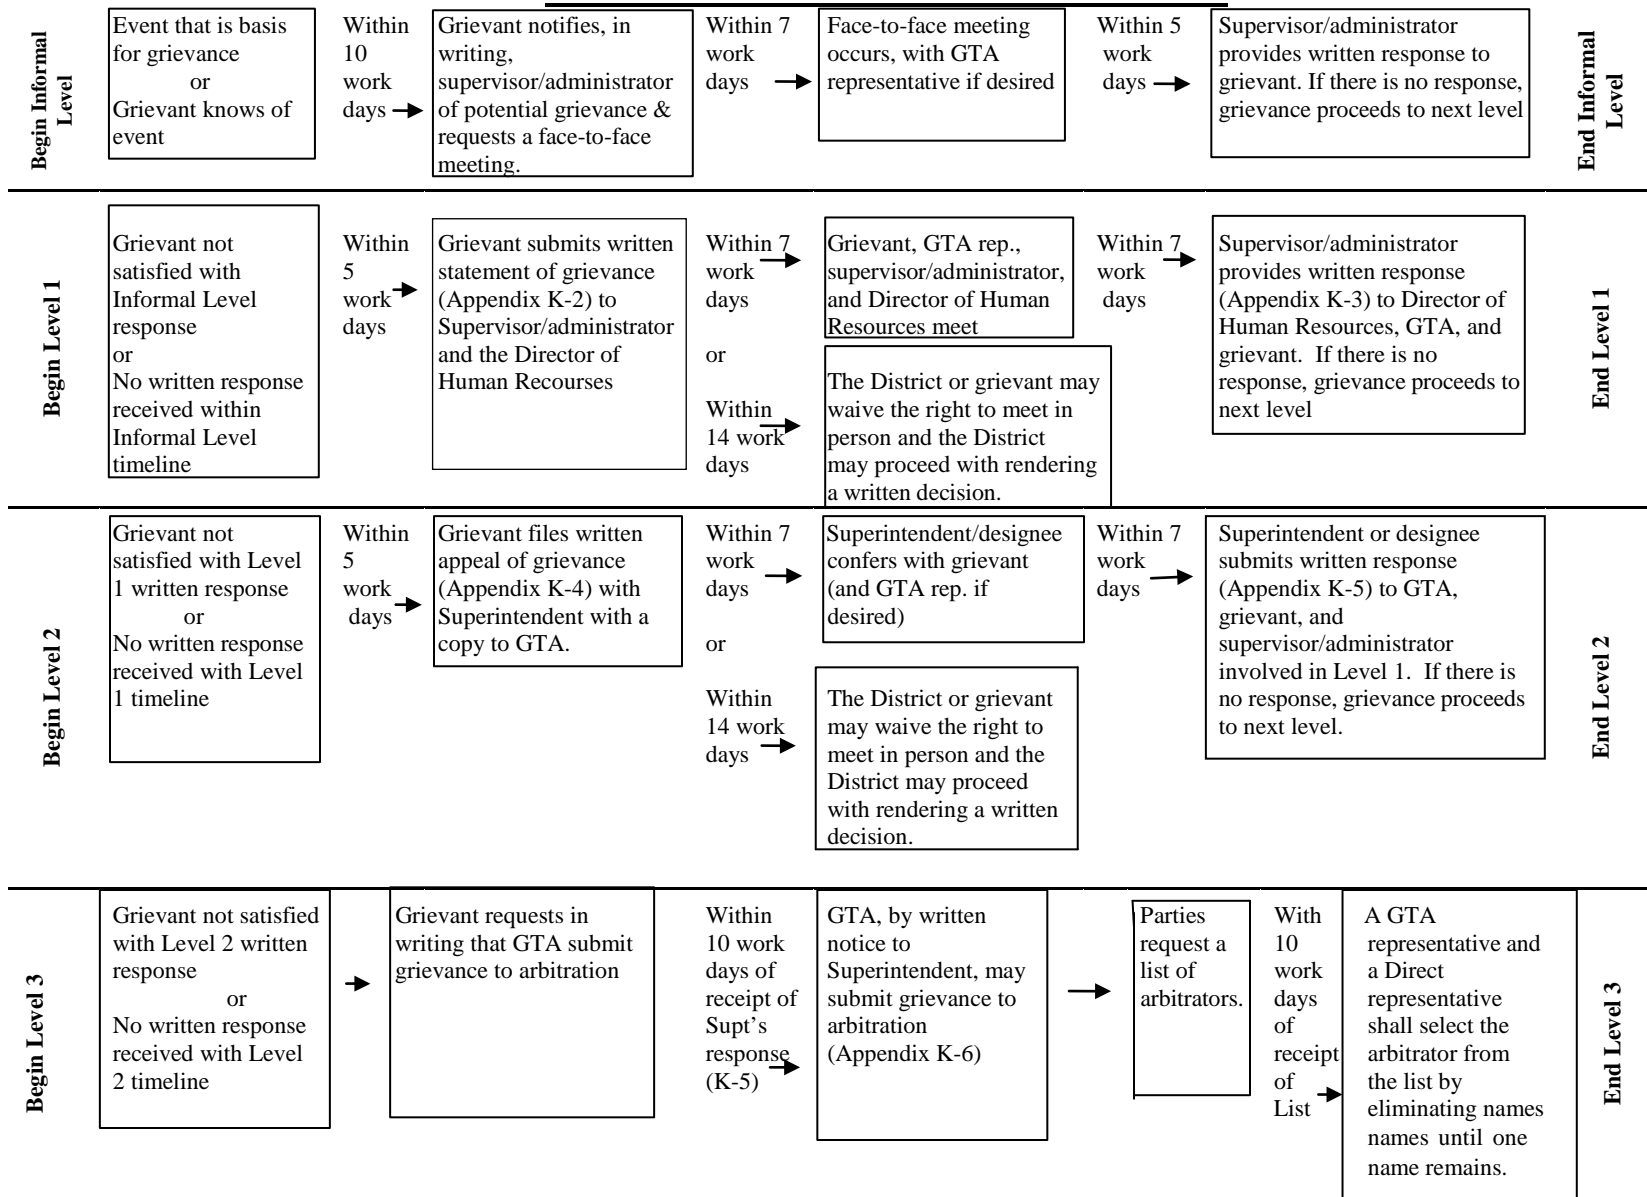 Begin Informal
Level
Event that is basis
for grievance
or
Grievant knows of
event
Within
10
work
days
Grievant notifies, in
writing,
supervisor/administrator
of potential grievance &
requests a face-to-face
meeting.
Within 7
work
days
Face-to-face meeting
occurs, with GTA
representative if desired
Within 5
work
days
Supervisor/administrator
provides written response to
grievant. If there is no response,
grievance proceeds to next level
End Informal
Level
Begin Level 1
Grievant not
satisfied with
Informal Level
response
or
No written response
received within
Informal Level
timeline
Within
5
work
days
Grievant submits written
statement of grievance
(Appendix K-2) to
Supervisor/administrator
and the Director of
Human Recourses
Within 7
work
days
or
Within
14 work
days
Grievant, GTA rep.,
supervisor/administrator,
and Director of Human
Resources meet
The District or grievant may
waive the right to meet in
person and the District
may proceed with rendering
a written decision.
Within 7
work
days
Supervisor/administrator
provides written response
(Appendix K-3) to Director of
Human Resources, GTA, and
grievant. If there is no
response, grievance proceeds to
next level
End Level 1
Begin Level 2
Grievant not
satisfied with Level
1 written response
or
No written response
received with Level
1 timeline
Within
5
work
days
Grievant files written
appeal of grievance
(Appendix K-4) with
Superintendent with a
copy to GTA.
Within 7
work
days
or
Within
14 work
days
Superintendent/designee
confers with grievant
(and GTA rep. if
desired)
The District or grievant
may waive the right to
meet in person and the
District may proceed
with rendering a written
decision.
Within 7
work
days
Superintendent or designee
submits written response
(Appendix K-5) to GTA,
grievant, and
supervisor/administrator
involved in Level 1. If there is
no response, grievance proceeds
to next level.
End Level 2
Begin Level 3
Grievant not satisfied
with Level 2 written
response
or
No written response
received with Level
2 timeline
Grievant requests in
writing that GTA submit
grievance to arbitration
Within
10 work
days of
receipt of
Supt’s
response
(K-5)
GTA, by written
notice to
Superintendent, may
submit grievance to
arbitration
(Appendix K-6)
Parties
request a
list of
arbitrators.
With
10
work
days
of
receipt
of
List
A GTA
representative and
a Direct
representative
shall select the
arbitrator from
the list by
eliminating names
names until one
name remains.
End Level 3